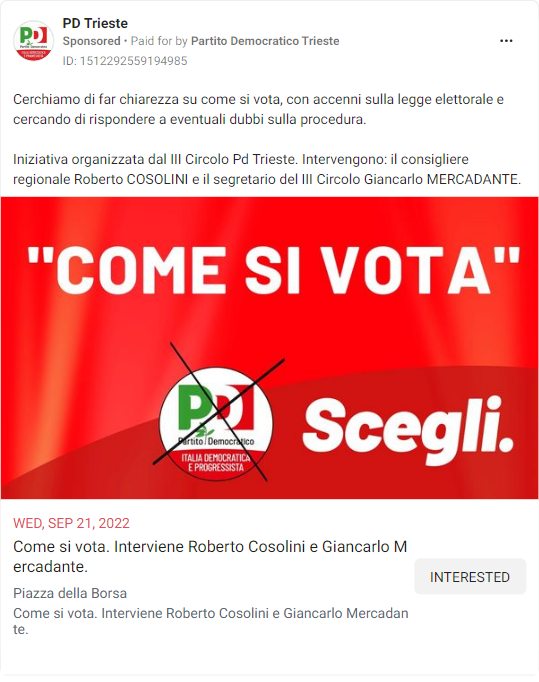 PD Trieste
Sponsored • Paid for by Partito Democratico Trieste
ID: 1512292559194985
Cerchiamo di far chiarezza su come si vota, con accenni sulla legge elettorale e
cercando di rispondere a eventuali dubbi sulla procedura.
Iniziativa organizzata dal III Circolo Pd Trieste. Intervengono: il consigliere
regionale Roberto COSOLINI e il segretario del III Circolo Giancarlo MERCADANTE.
"COME SI VOTA"
PD
Partito Democratico
ITALIA DEMOCRATICA
E PROGRESSISTA
Scegli.
WED, SEP 21, 2022
Come si vota. Interviene Roberto Cosolini e Giancarlo M
ercadante.
INTERESTED
Piazza della Borsa
Come si vota. Interviene Roberto Cosolini e Giancarlo Mercadan
te.